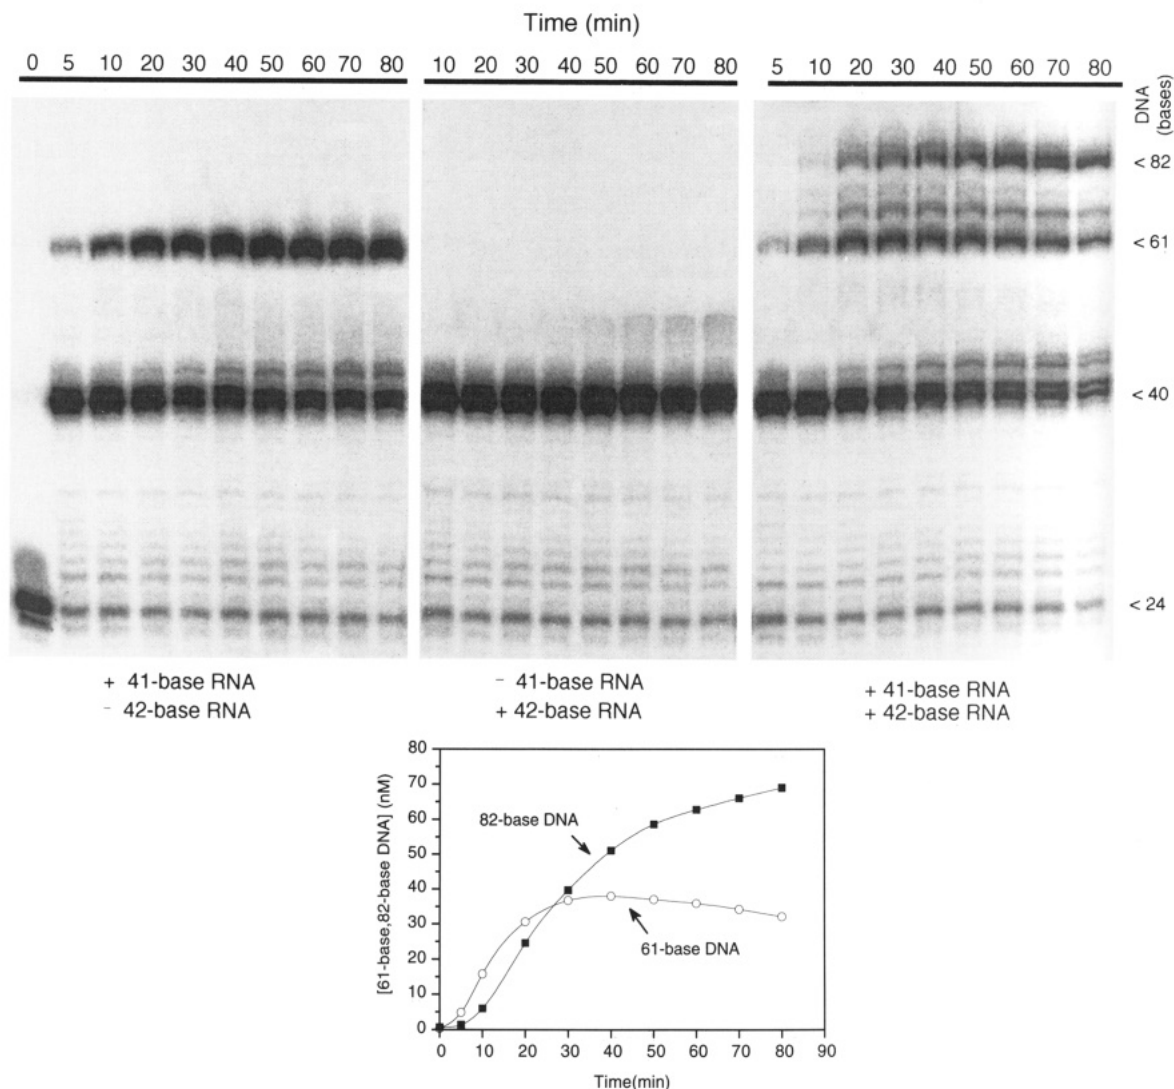 Time (min)
0 5 10 20 30 40 50 60 70 80
10 20 30 40 50 60 70 80
5 10 20 30 40 50 60 70 80
DNA
(bases)
< 82
< 61
< 40
< 24
+ 41-base RNA
- 42-base RNA
- 41-base RNA
+ 42-base RNA
+ 41-base RNA
+ 42-base RNA
[61-base,82-base DNA] (nM)
80
70
60
50
40
30
20
10
0
82-base DNA
61-base DNA
0 10 20 30 40 50 60 70 80 90
Time(min)